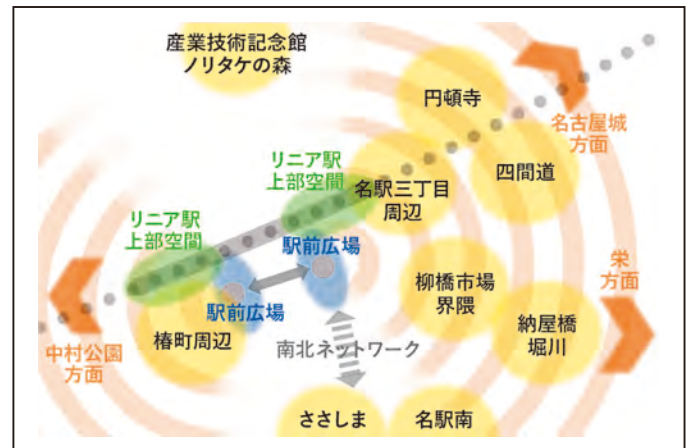 産業技術記念館
ノリタケの森
円頓寺
名古屋城
方面
四間道
リニア駅
上部空間
名駅三丁目
周辺
リニア駅
上部空間
駅前広場
栄
方面
柳橋市場
界隈
駅前広場
納屋橋
堀川
椿町周辺
中村公園
方面
南北ネットワーク
ささしま
名駅南